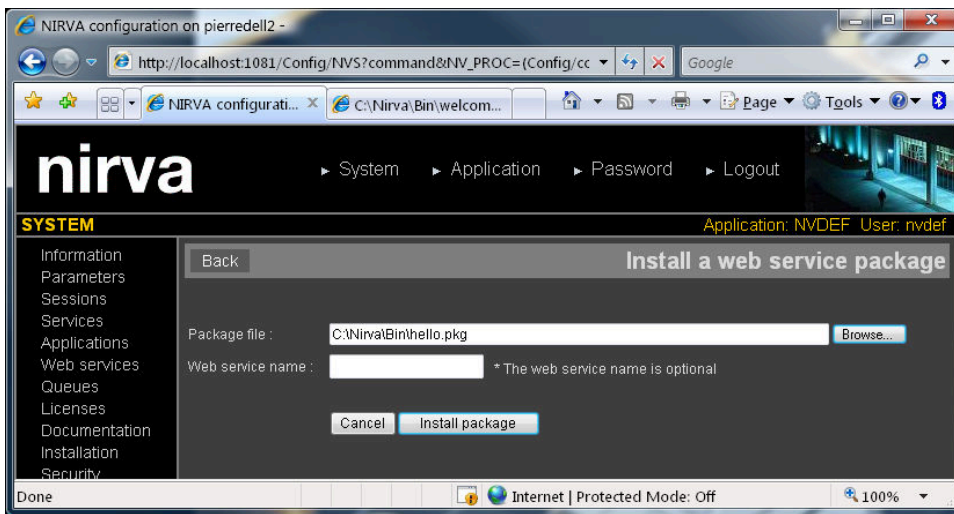 NIRVA configuration on pierredell2 -
http://localhost:1081/Config/NVS?command&NV_PROC=(Config/cc
Google
NIRVA configurati...
C:\Nirva\Bin\welcom...
Page
Tools
nirva
System
Application
Password
Logout
SYSTEM
Application: NVDEF User: nvdef
Information
Parameters
Sessions
Services
Applications
Web services
Queues
Licenses
Documentation
Installation
Security
Back
Install a web service package
Package file :
C:\Nirva\Bin\hello.pkg
Browse...
Web service name :
* The web service name is optional
Cancel
Install package
Done
Internet | Protected Mode: Off
100%